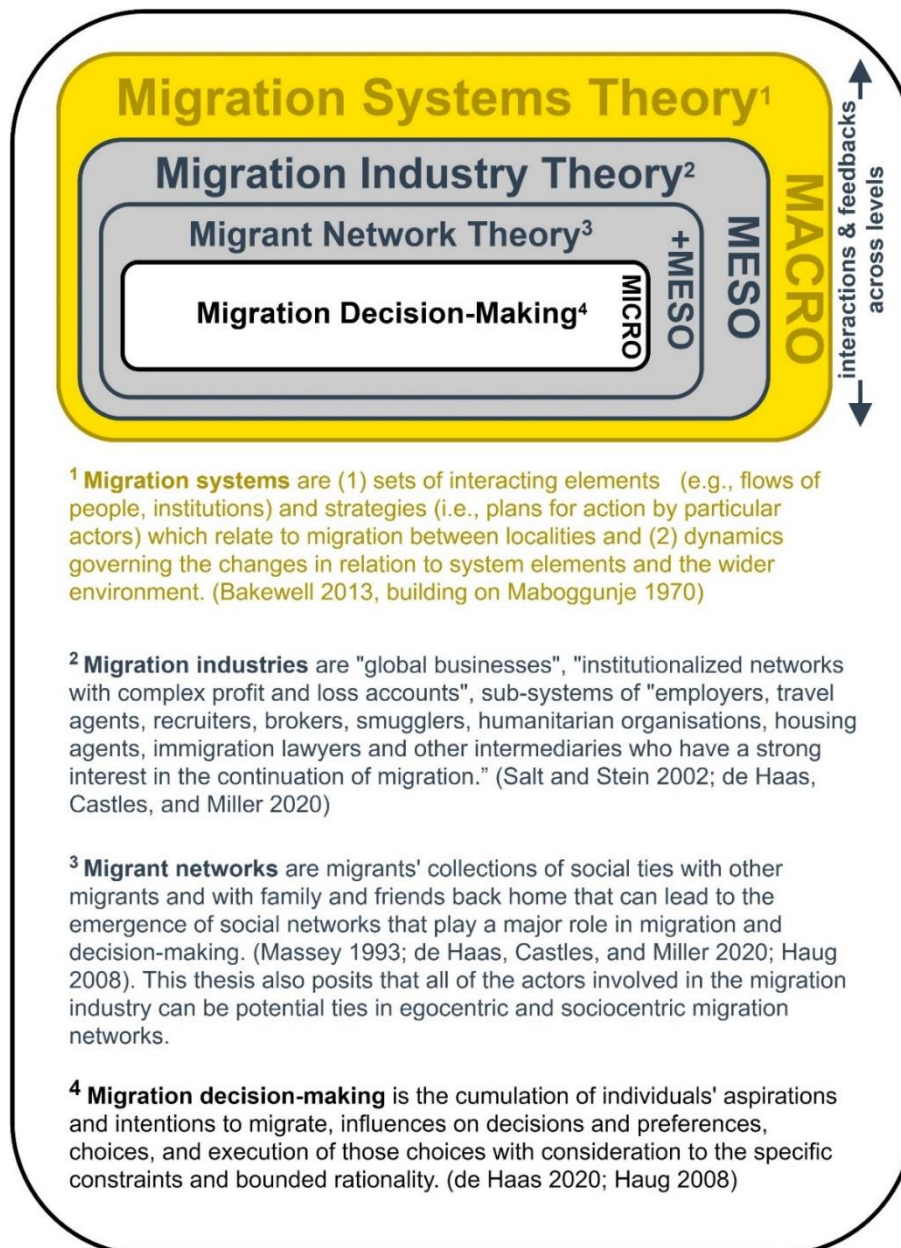 Migration Systems Theory¹
Migration Industry Theory²
Migrant Network Theory³
Migration Decision-Making⁴
MICRO
+MESO
MESO
MACRO
interactions & feedbacks
across levels
¹ Migration systems are (1) sets of interacting elements (e.g., flows of
people, institutions) and strategies (i.e., plans for action by particular
actors) which relate to migration between localities and (2) dynamics
governing the changes in relation to system elements and the wider
environment. (Bakewell 2013, building on Maboggunje 1970)
² Migration industries are "global businesses", "institutionalized networks
with complex profit and loss accounts", sub-systems of "employers, travel
agents, recruiters, brokers, smugglers, humanitarian organisations, housing
agents, immigration lawyers and other intermediaries who have a strong
interest in the continuation of migration.” (Salt and Stein 2002; de Haas,
Castles, and Miller 2020)
³ Migrant networks are migrants' collections of social ties with other
migrants and with family and friends back home that can lead to the
emergence of social networks that play a major role in migration and
decision-making. (Massey 1993; de Haas, Castles, and Miller 2020; Haug
2008). This thesis also posits that all of the actors involved in the migration
industry can be potential ties in egocentric and sociocentric migration
networks.
⁴ Migration decision-making is the cumulation of individuals' aspirations
and intentions to migrate, influences on decisions and preferences,
choices, and execution of those choices with consideration to the specific
constraints and bounded rationality. (de Haas 2020; Haug 2008)